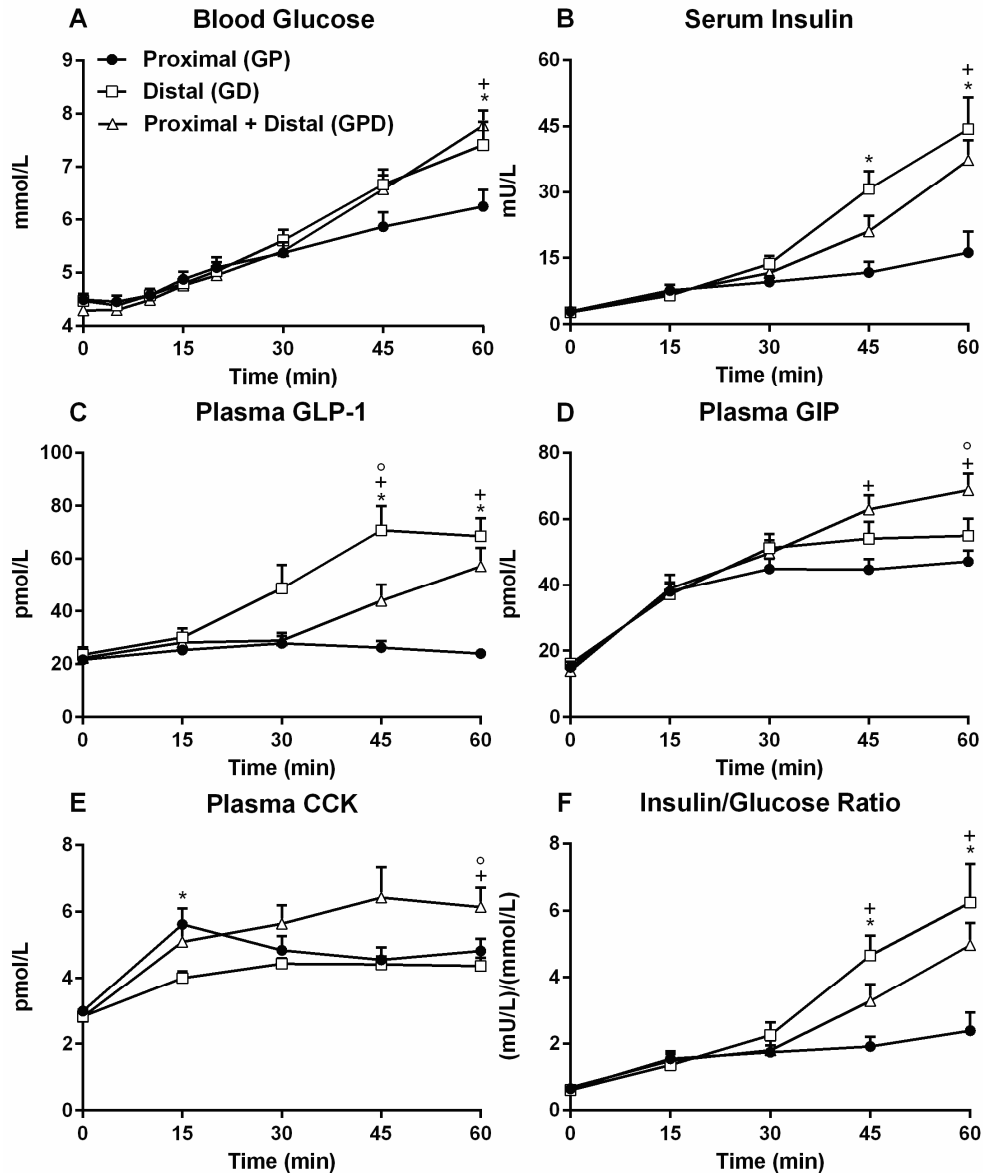 A Blood Glucose
Proximal (GP)
Distal (GD)
Proximal + Distal (GPD)
mmol/L
9
8
7
6
5
4
0 15 30 45 60
Time (min)
+
*
B Serum Insulin
mU/L
60
45
30
15
0
0 15 30 45 60
Time (min)
*
+
*
C Plasma GLP-1
pmol/L
100
80
60
40
20
0
0 15 30 45 60
Time (min)
°
+
*
+
*
D Plasma GIP
pmol/L
80
60
40
20
0
0 15 30 45 60
Time (min)
+
°
+
E Plasma CCK
pmol/L
8
6
4
2
0
0 15 30 45 60
Time (min)
*
°
+
F Insulin/Glucose Ratio
(mU/L)/(mmol/L)
8
6
4
2
0
0 15 30 45 60
Time (min)
+
*
+
*